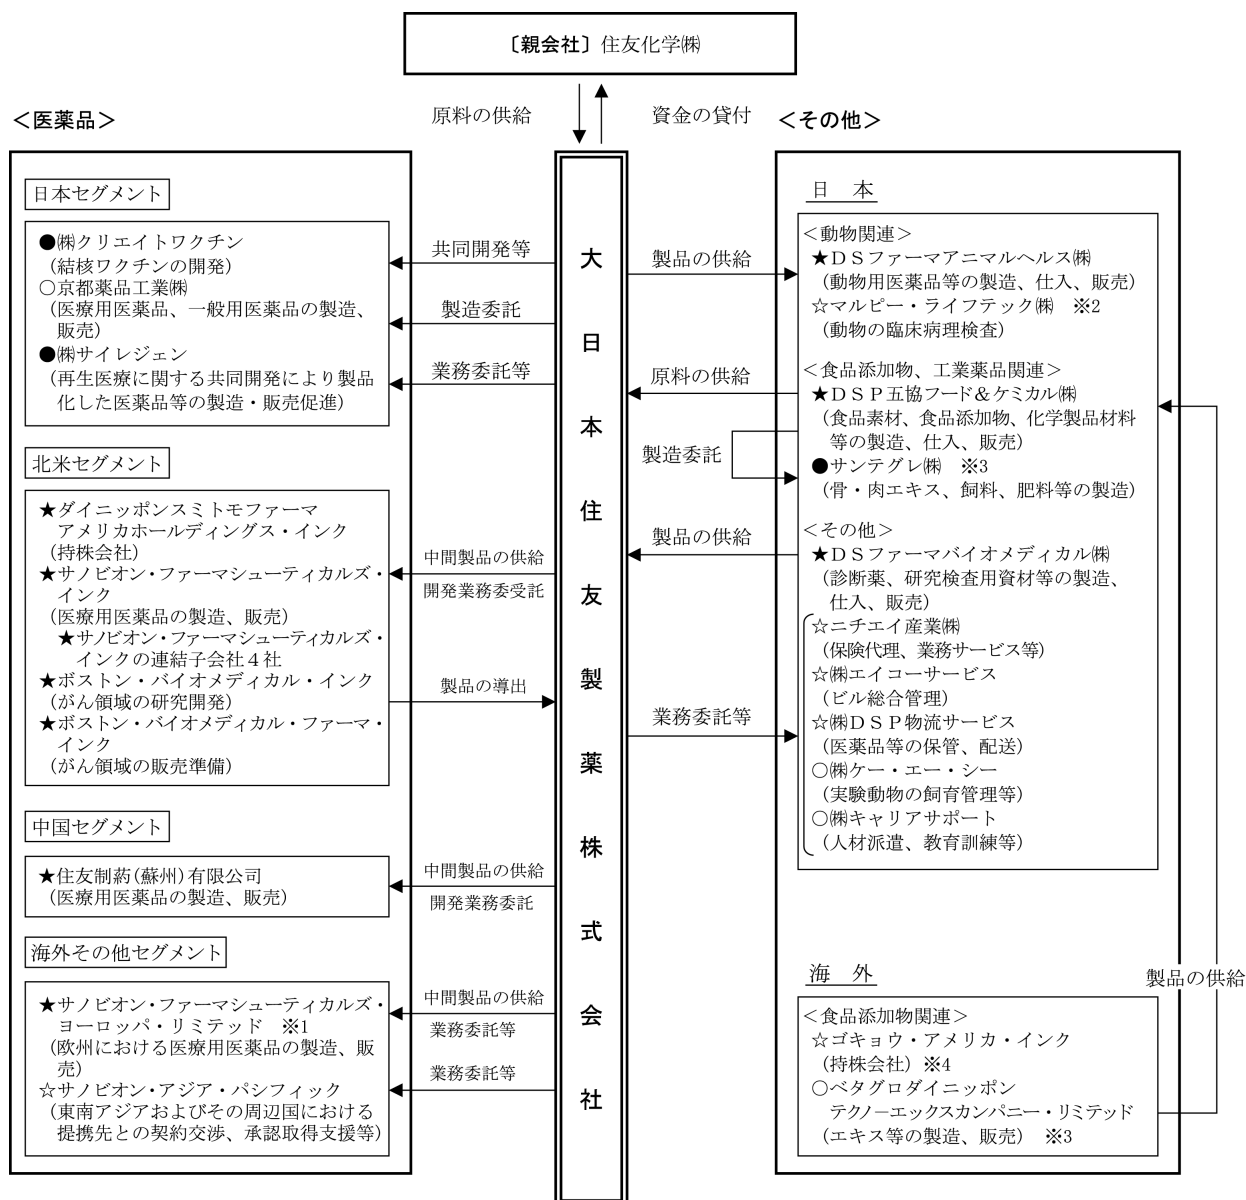 〔親会社〕住友化学㈱
原料の供給
資金の貸付
＜医薬品＞
日本セグメント
●㈱クリエイトワクチン
(結核ワクチンの開発)
○京都薬品工業㈱
(医療用医薬品、一般用医薬品の製造、
販売)
●㈱サイレジェン
(再生医療に関する共同開発により製品
化した医薬品等の製造・販売促進)
北米セグメント
★ダイニッポンスミトモファーマ
アメリカホールディングス・インク
(持株会社)
★サノビオン・ファーマシューティカルズ・
インク
(医療用医薬品の製造、販売)
★サノビオン・ファーマシューティカルズ・
インクの連結子会社４社
★ボストン・バイオメディカル・インク
(がん領域の研究開発)
★ボストン・バイオメディカル・ファーマ・
インク
(がん領域の販売準備)
中国セグメント
★住友制葯(蘇州)有限公司
(医療用医薬品の製造、販売)
海外その他セグメント
★サノビオン・ファーマシューティカルズ・
ヨーロッパ・リミテッド　※1
(欧州における医療用医薬品の製造、販
売)
☆サノビオン・アジア・パシフィック
(東南アジアおよびその周辺国における
提携先との契約交渉、承認取得支援等)
共同開発等
製造委託
業務委託等
中間製品の供給
開発業務委受託
製品の導出
中間製品の供給
開発業務委託
中間製品の供給
業務委託等
業務委託等
大日本住友製薬株式会社
製品の供給
原料の供給
製造委託
製品の供給
業務委託等
＜その他＞
日　本
＜動物関連＞
★ＤＳファーマアニマルヘルス㈱
(動物用医薬品等の製造、仕入、販売)
☆マルピー・ライフテック㈱　※2
(動物の臨床病理検査)
＜食品添加物、工業薬品関連＞
★ＤＳＰ五協フード＆ケミカル㈱
(食品素材、食品添加物、化学製品材料
等の製造、仕入、販売)
●サンテグレ㈱　※3
(骨・肉エキス、飼料、肥料等の製造)
＜その他＞
★ＤＳファーマバイオメディカル㈱
(診断薬、研究検査用資材等の製造、
仕入、販売)
☆ニチエイ産業㈱
(保険代理、業務サービス等)
☆㈱エイコーサービス
(ビル総合管理)
☆㈱ＤＳＰ物流サービス
(医薬品等の保管、配送)
○㈱ケー・エー・シー
(実験動物の飼育管理等)
○㈱キャリアサポート
(人材派遣、教育訓練等)
海　外
＜食品添加物関連＞
☆ゴキョウ・アメリカ・インク
(持株会社)　※4
○ベタグロダイニッポン
テクノ－エックスカンパニー・リミテッド
(エキス等の製造、販売)　※3
製品の供給